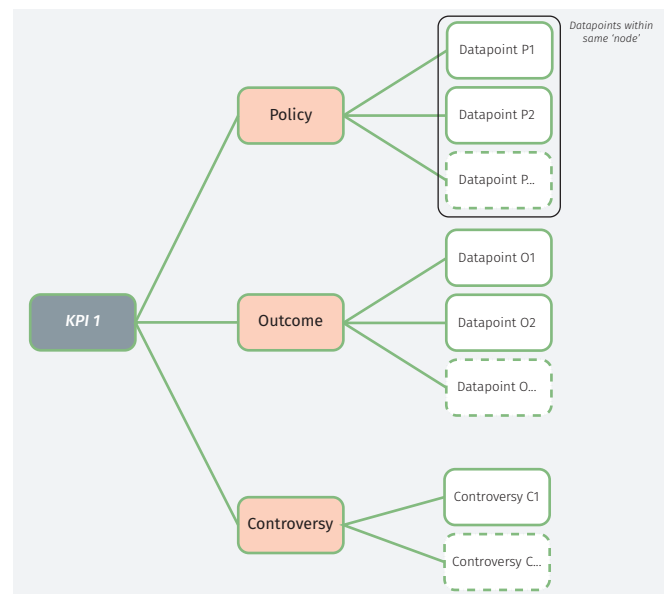 Datapoints within
same ‘node’
Datapoint P1
Policy
Datapoint P2
Datapoint P...
Datapoint O1
KPI 1
Outcome
Datapoint O2
Datapoint O...
Controversy C1
Controversy
Controversy C...